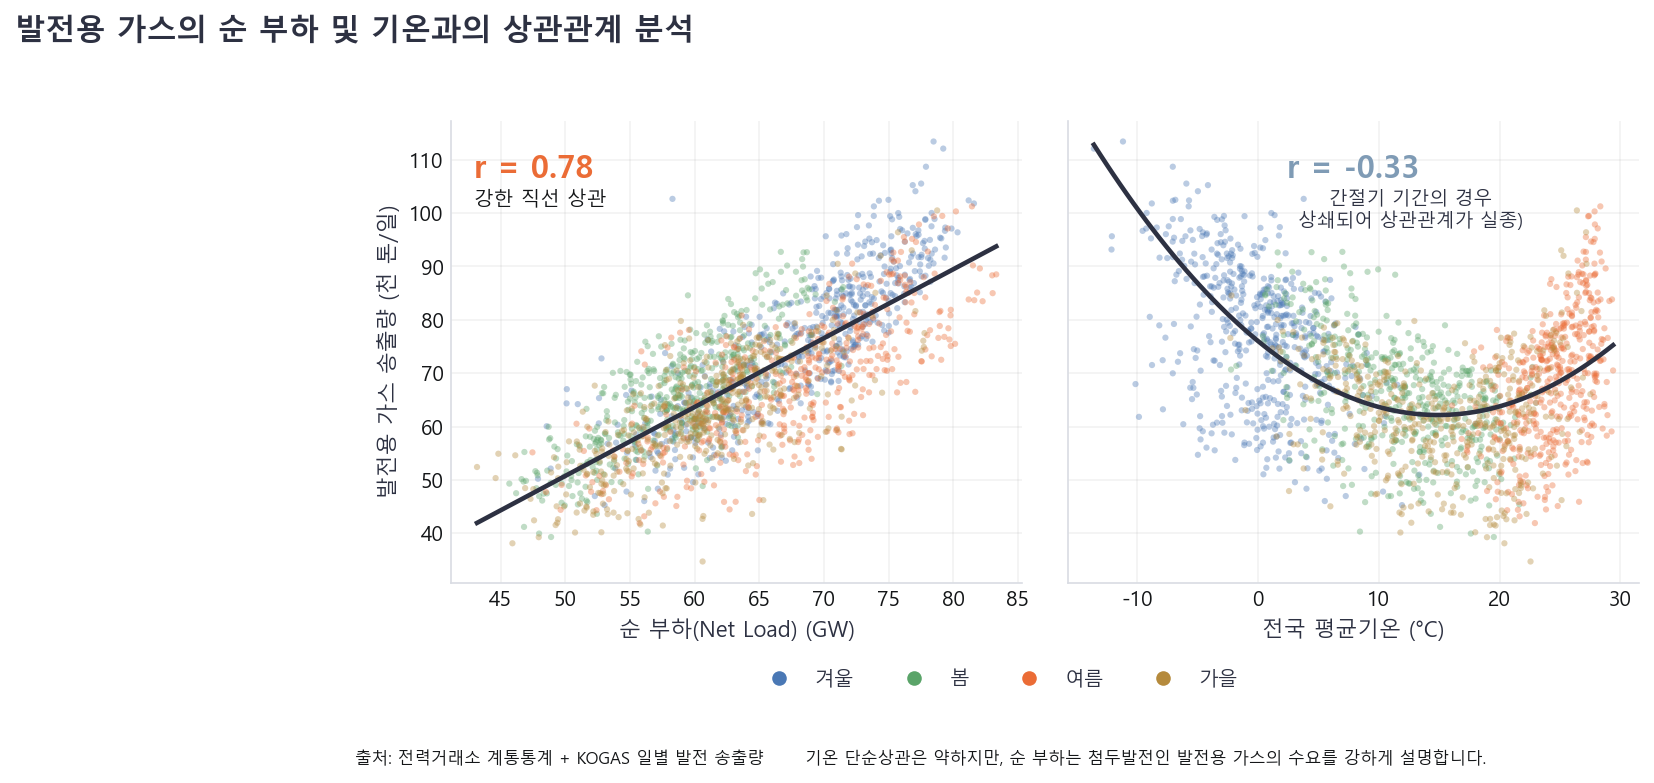 발전용 가스의 순 부하 및 기온과의 상관관계 분석
r = 0.78
강한 직선 상관
r = -0.33
간절기 기간의 경우
상쇄되어 상관관계가 실종)
발전용 가스 송출량 (천 톤/일)
110
100
90
80
70
60
50
40
45 50 55 60 65 70 75 80 85
-10 0 10 20 30
순 부하(Net Load) (GW)
전국 평균기온 (°C)
겨울 봄 여름 가을
출처: 전력거래소 계통통계 + KOGAS 일별 발전 송출량 기온 단순상관은 약하지만, 순 부하는 첨두발전인 발전용 가스의 수요를 강하게 설명합니다.